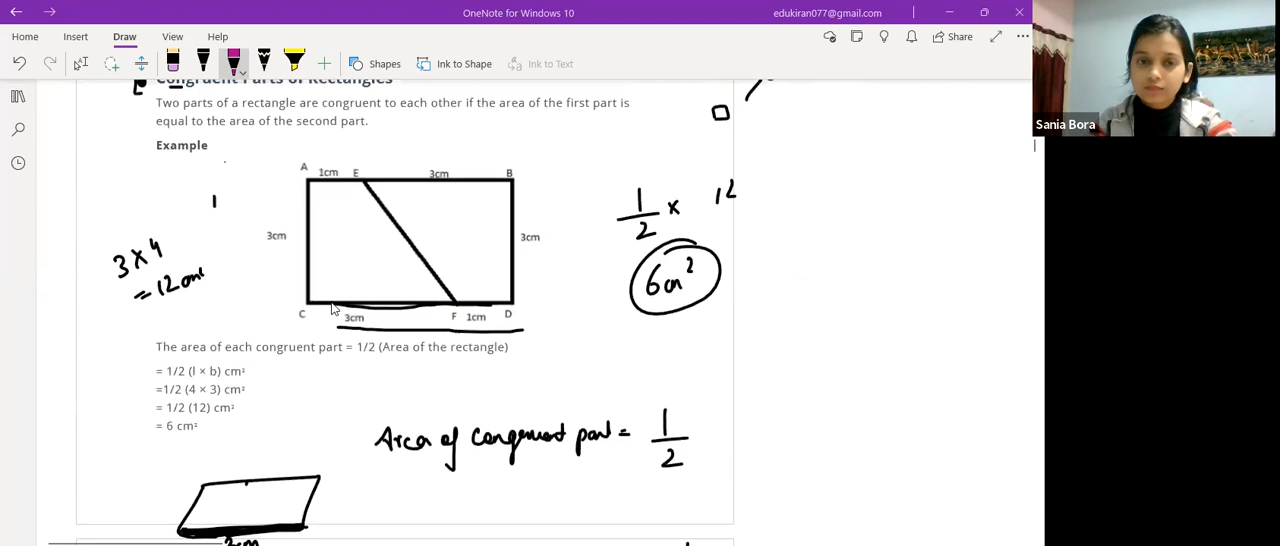 OneNote for Windows 10
edukiran077@gmail.com
Home Insert Draw View Help
Share
Shapes
Ink to Shape
Ink to Text
Sania Bora
Congruent Parts of Rectangles
Two parts of a rectangle are congruent to each other if the area of the first part is
equal to the area of the second part.
Example
A 1cm E 3cm B
3cm 3cm
C 3cm F 1cm D
3 × 4
= 12 cm²
1/2 × 12
6 cm²
The area of each congruent part = 1/2 (Area of the rectangle)
= 1/2 (l × b) cm²
=1/2 (4 × 3) cm²
= 1/2 (12) cm²
= 6 cm²
Area of congruent part = 1/2